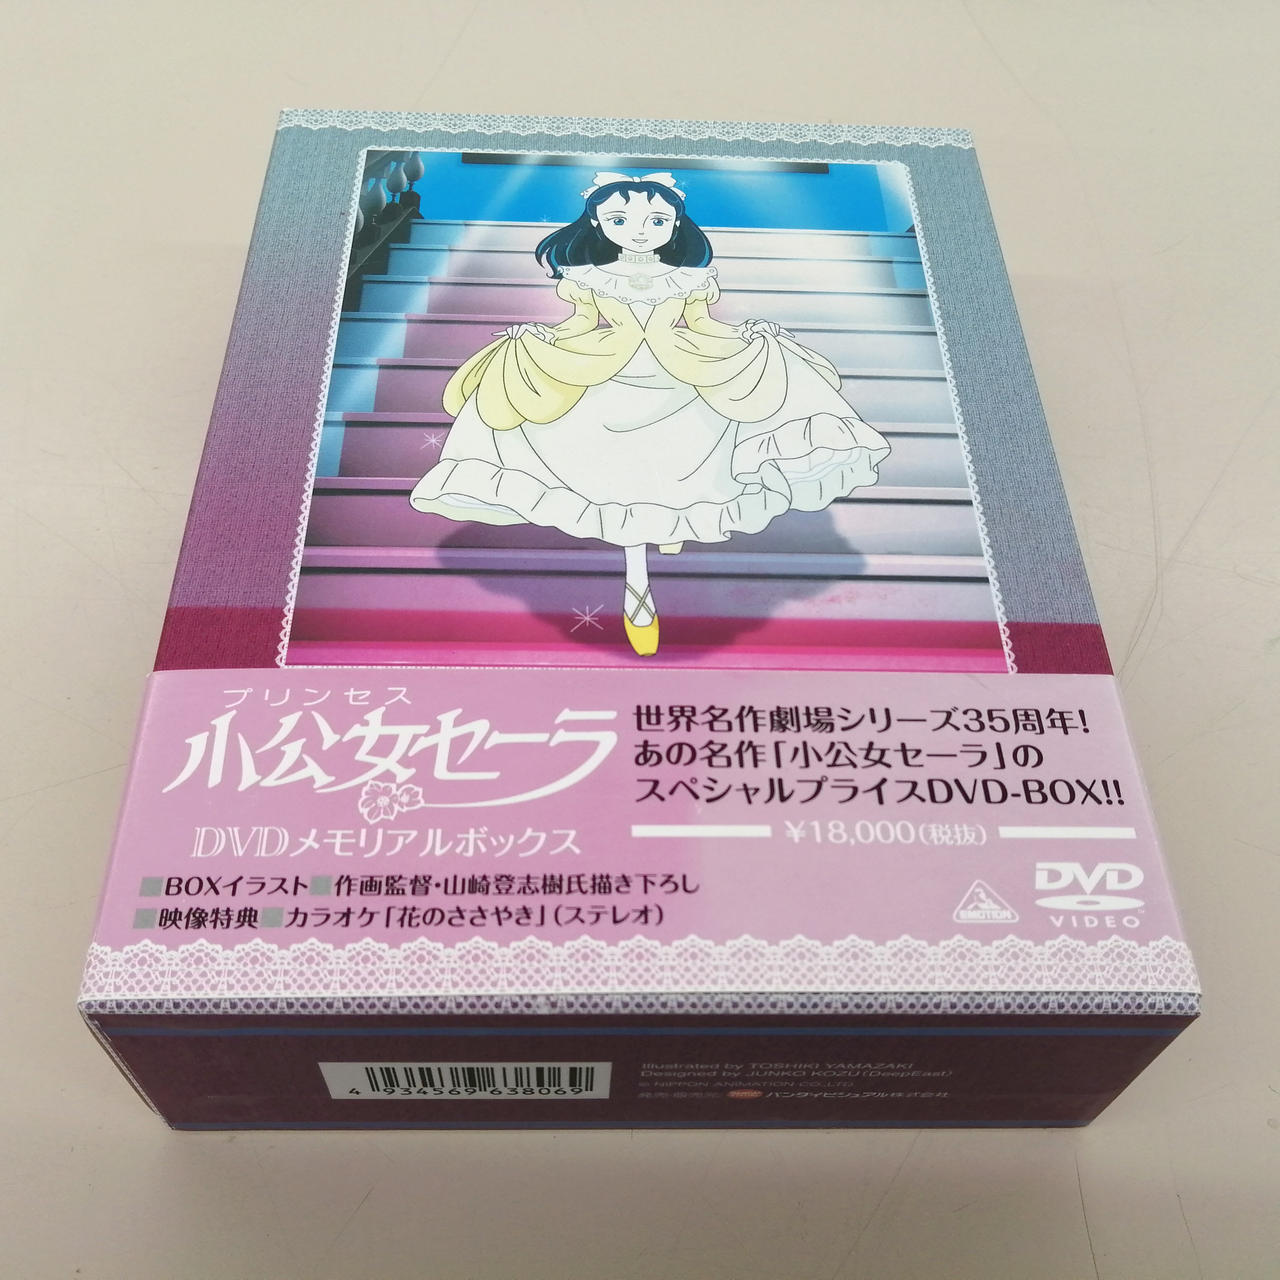 プリンセス
小公女セーラ
DVDメモリアルボックス
世界名作劇場シリーズ35周年!
あの名作「小公女セーラ」の
スペシャルプライスDVD-BOX!!
¥18,000(税抜)
BOXイラスト 作画監督・山崎登志樹氏描き下ろし
映像特典 カラオケ「花のささやき」(ステレオ)
EMOTION
DVD
VIDEO
4 934569 638069
Illustrated by TOSHIKI YAMAZAKI
Designed by JUNKO KOZU(DeepEast)
© NIPPON ANIMATION CO.,LTD.
発売・販売元: バンダイビジュアル株式会社